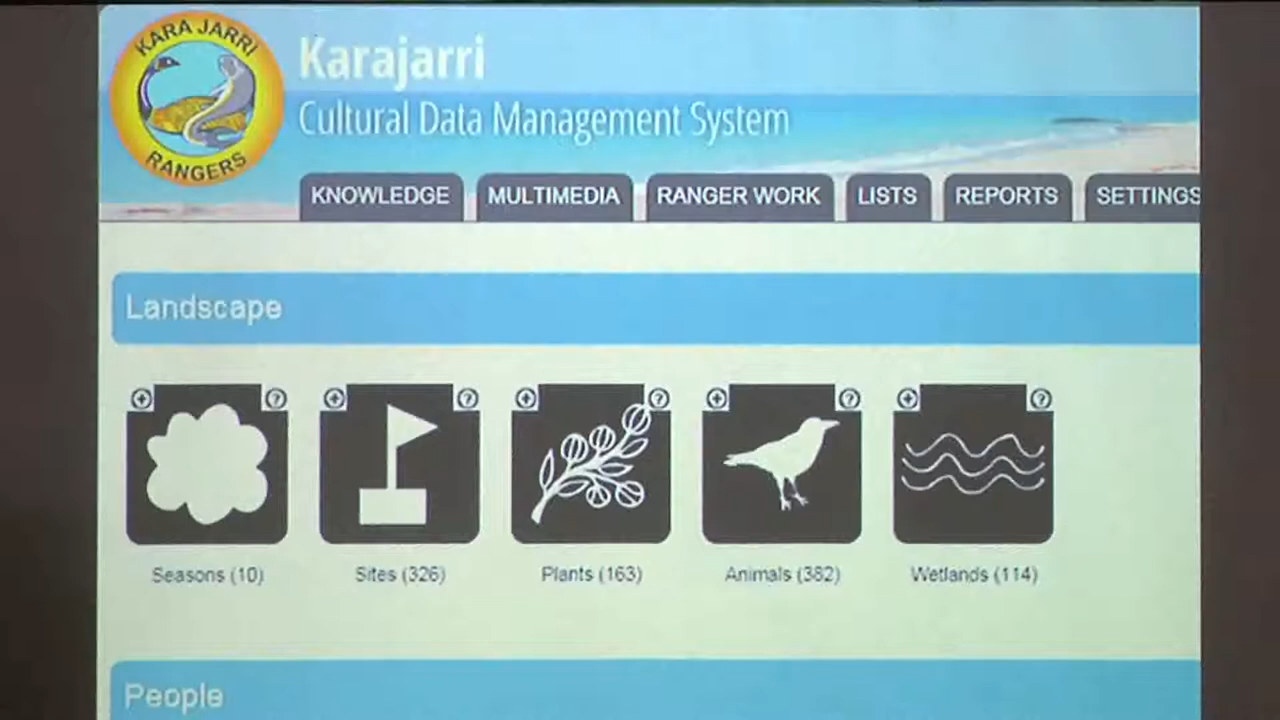 KARA JARRI
RANGERS
Karajarri
Cultural Data Management System
KNOWLEDGE MULTIMEDIA RANGER WORK LISTS REPORTS SETTINGS
Landscape
Seasons (10) Sites (326) Plants (163) Animals (382) Wetlands (114)
People